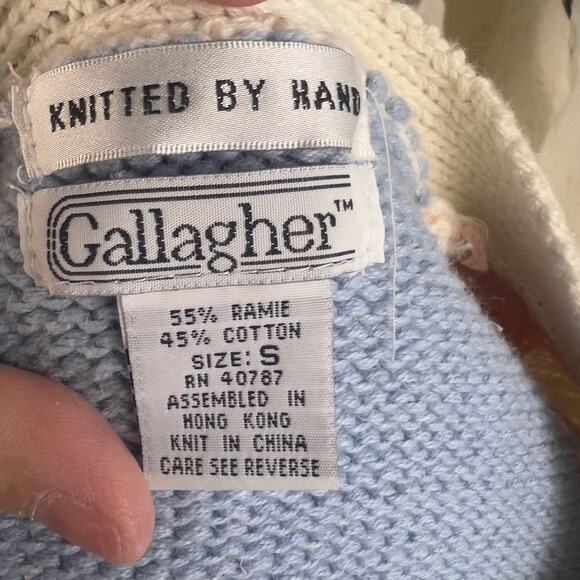 KNITTED BY HAND
Gallagher™
55% RAMIE
45% COTTON
SIZE: S
RN 40787
ASSEMBLED IN
HONG KONG
KNIT IN CHINA
CARE SEE REVERSE